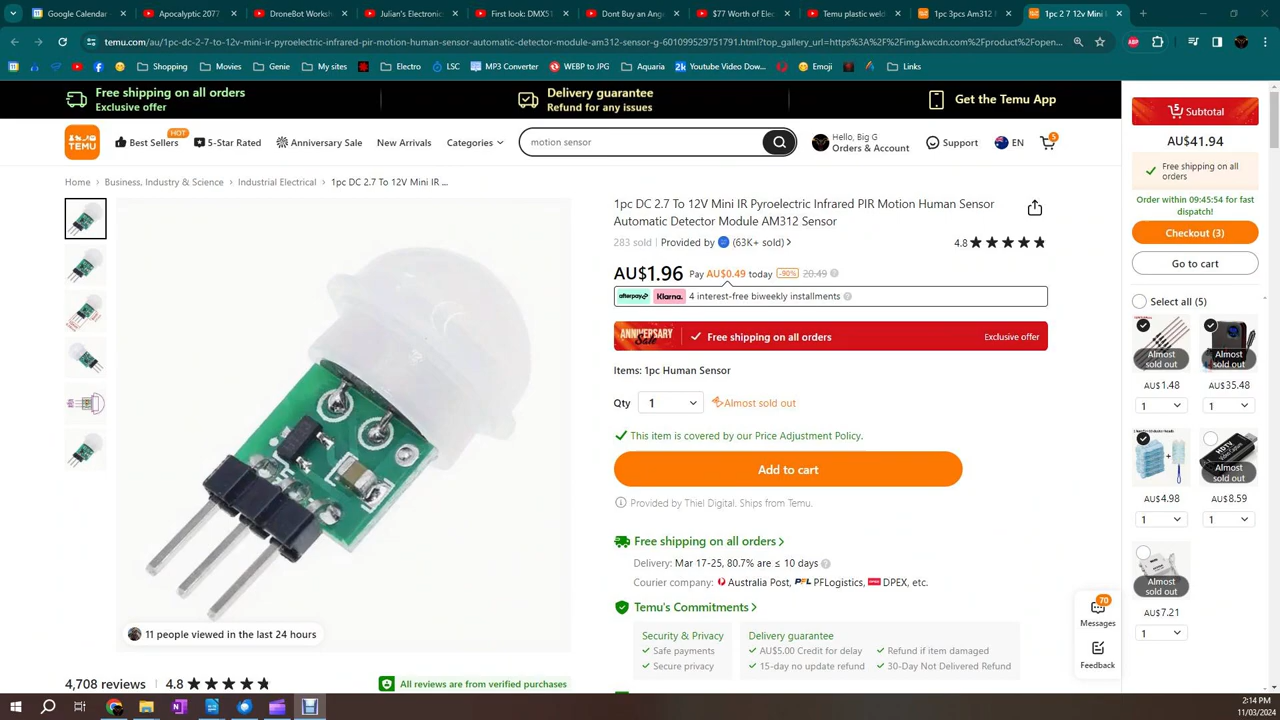 Google Calendar
Apocalyptic 2077
DroneBot Worksh
Julian's Electronic
First look: DMX51
Dont Buy an Ang
$77 Worth of Elec
Temu plastic weld
1pc 3pcs Am312
1pc 2 7 12v Mini
temu.com/au/1pc-dc-2-7-to-12v-mini-ir-pyroelectric-infrared-pir-motion-human-sensor-automatic-detector-module-am312-sensor-g-601099529751791.html?top_gallery_url=https%3A%2F%2Fimg.kwcdn.com%2Fproduct%2Fopen...
Shopping
Movies
Genie
My sites
Electro
LSC
MP3 Converter
WEBP to JPG
Aquaria
Youtube Video Dow...
Emoji
Links
Free shipping on all orders
Exclusive offer
Delivery guarantee
Refund for any issues
Get the Temu App
TEMU
Best Sellers
HOT
5-Star Rated
Anniversary Sale
New Arrivals
Categories
motion sensor
Hello, Big G
Orders & Account
Support
EN
5
Home > Business, Industry & Science > Industrial Electrical > 1pc DC 2.7 To 12V Mini IR ...
1pc DC 2.7 To 12V Mini IR Pyroelectric Infrared PIR Motion Human Sensor
Automatic Detector Module AM312 Sensor
283 sold | Provided by (63K+ sold) >
4.8
AU$1.96 Pay AU$0.49 today -90% 20.49
afterpay Klarna. 4 interest-free biweekly installments
ANNIVERSARY Sale
Free shipping on all orders
Exclusive offer
Items: 1pc Human Sensor
Qty 1 Almost sold out
This item is covered by our Price Adjustment Policy.
Add to cart
Provided by Thiel Digital. Ships from Temu.
Free shipping on all orders >
Delivery: Mar 17-25, 80.7% are ≤ 10 days
Courier company: Australia Post, PFLogistics, DPEX, etc.
Temu's Commitments >
Security & Privacy
Safe payments
Secure privacy
Delivery guarantee
AU$5.00 Credit for delay
Refund if item damaged
15-day no update refund
30-Day Not Delivered Refund
11 people viewed in the last 24 hours
4,708 reviews | 4.8
All reviews are from verified purchases
5
Subtotal
AU$41.94
Free shipping on all
orders
Order within 09:45:54 for fast
dispatch!
Checkout (3)
Go to cart
Select all (5)
Almost
sold out
Almost
sold out
AU$1.48
AU$35.48
1
1
Almost
sold out
AU$4.98
AU$8.59
1
1
Almost
sold out
AU$7.21
1
70
Messages
Feedback
2:14 PM
11/03/2024